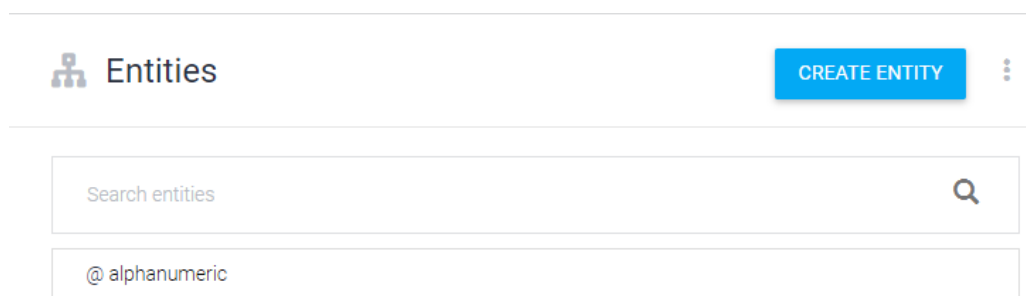 Entities
CREATE ENTITY
Search entities
@ alphanumeric